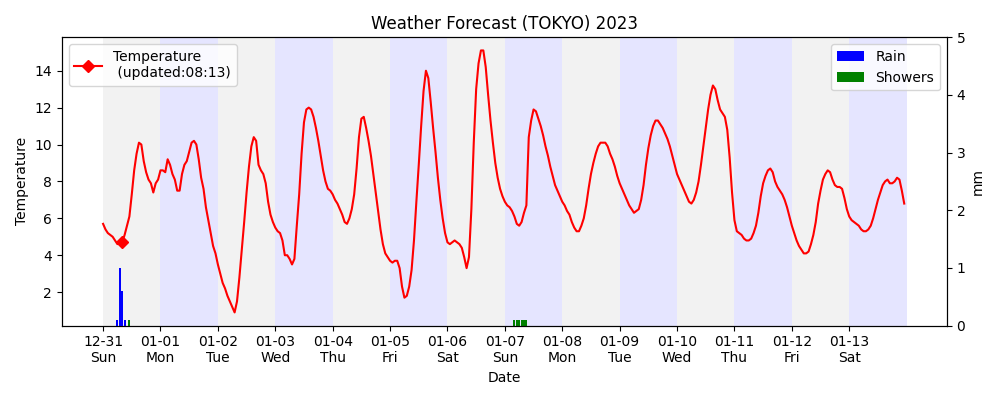 Weather Forecast (TOKYO) 2023
Temperature
(updated:08:13)
Rain
Showers
Temperature
14
12
10
8
6
4
2
5
4
3
2
1
0
mm
12-31 01-01 01-02 01-03 01-04 01-05 01-06 01-07 01-08 01-09 01-10 01-11 01-12 01-13
Sun Mon Tue Wed Thu Fri Sat Sun Mon Tue Wed Thu Fri Sat
Date